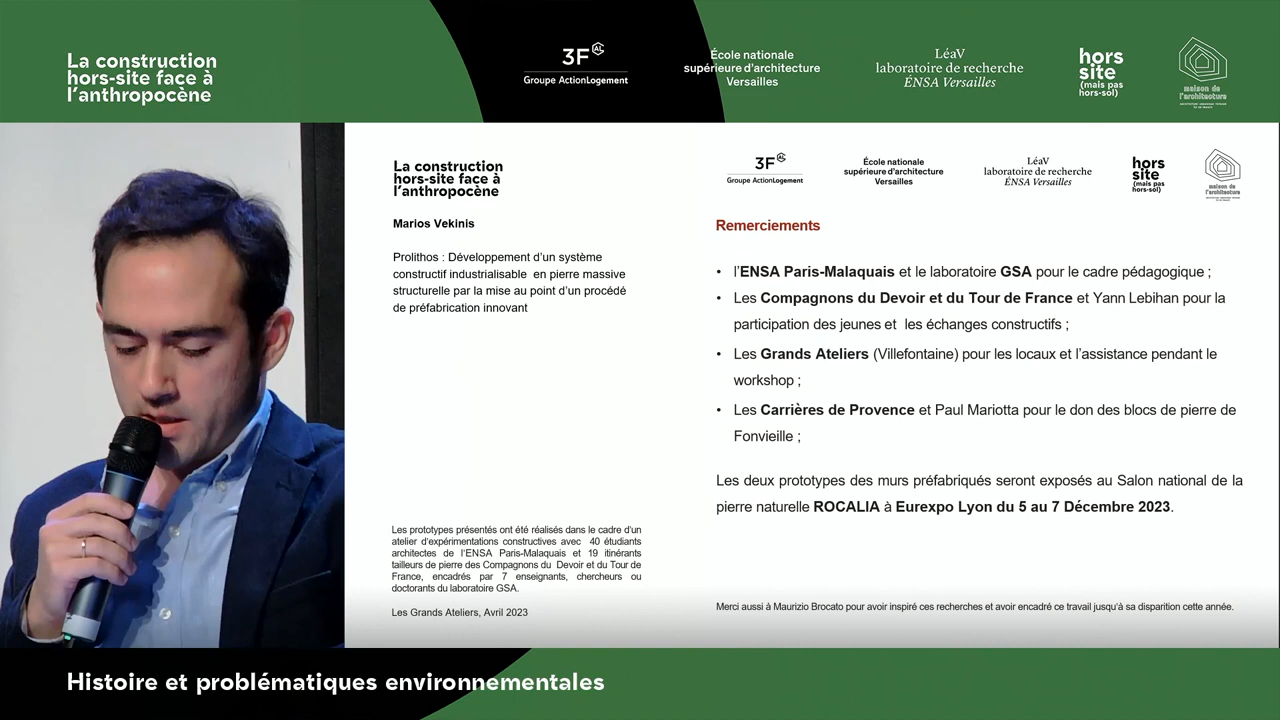 La construction
hors-site face à
l'anthropocène
3F AL
Groupe ActionLogement
École nationale
supérieure d'architecture
Versailles
LéaV
laboratoire de recherche
ÉNSA Versailles
hors
site
(mais pas
hors-sol)
maison de
l'architecture
La construction
hors-site face à
l'anthropocène
3F AL
Groupe ActionLogement
École nationale
supérieure d'architecture
Versailles
LéaV
laboratoire de recherche
ÉNSA Versailles
hors
site
(mais pas
hors-sol)
maison de
l'architecture
Marios Vekinis
Prolithos : Développement d'un système
constructif industrialisable en pierre massive
structurelle par la mise au point d'un procédé
de préfabrication innovant
Les prototypes présentés ont été réalisés dans le cadre d'un
atelier d'expérimentations constructives avec 40 étudiants
architectes de l'ENSA Paris-Malaquais et 19 itinérants
tailleurs de pierre des Compagnons du Devoir et du Tour de
France, encadrés par 7 enseignants, chercheurs ou
doctorants du laboratoire GSA.
Les Grands Ateliers, Avril 2023
Remerciements
• l'ENSA Paris-Malaquais et le laboratoire GSA pour le cadre pédagogique ;
• Les Compagnons du Devoir et du Tour de France et Yann Lebihan pour la
participation des jeunes et les échanges constructifs ;
• Les Grands Ateliers (Villefontaine) pour les locaux et l'assistance pendant le
workshop ;
• Les Carrières de Provence et Paul Mariotta pour le don des blocs de pierre de
Fonvieille ;
Les deux prototypes des murs préfabriqués seront exposés au Salon national de la
pierre naturelle ROCALIA à Eurexpo Lyon du 5 au 7 Décembre 2023.
Merci aussi à Maurizio Brocato pour avoir inspiré ces recherches et avoir encadré ce travail jusqu'à sa disparition cette année.
Histoire et problématiques environnementales